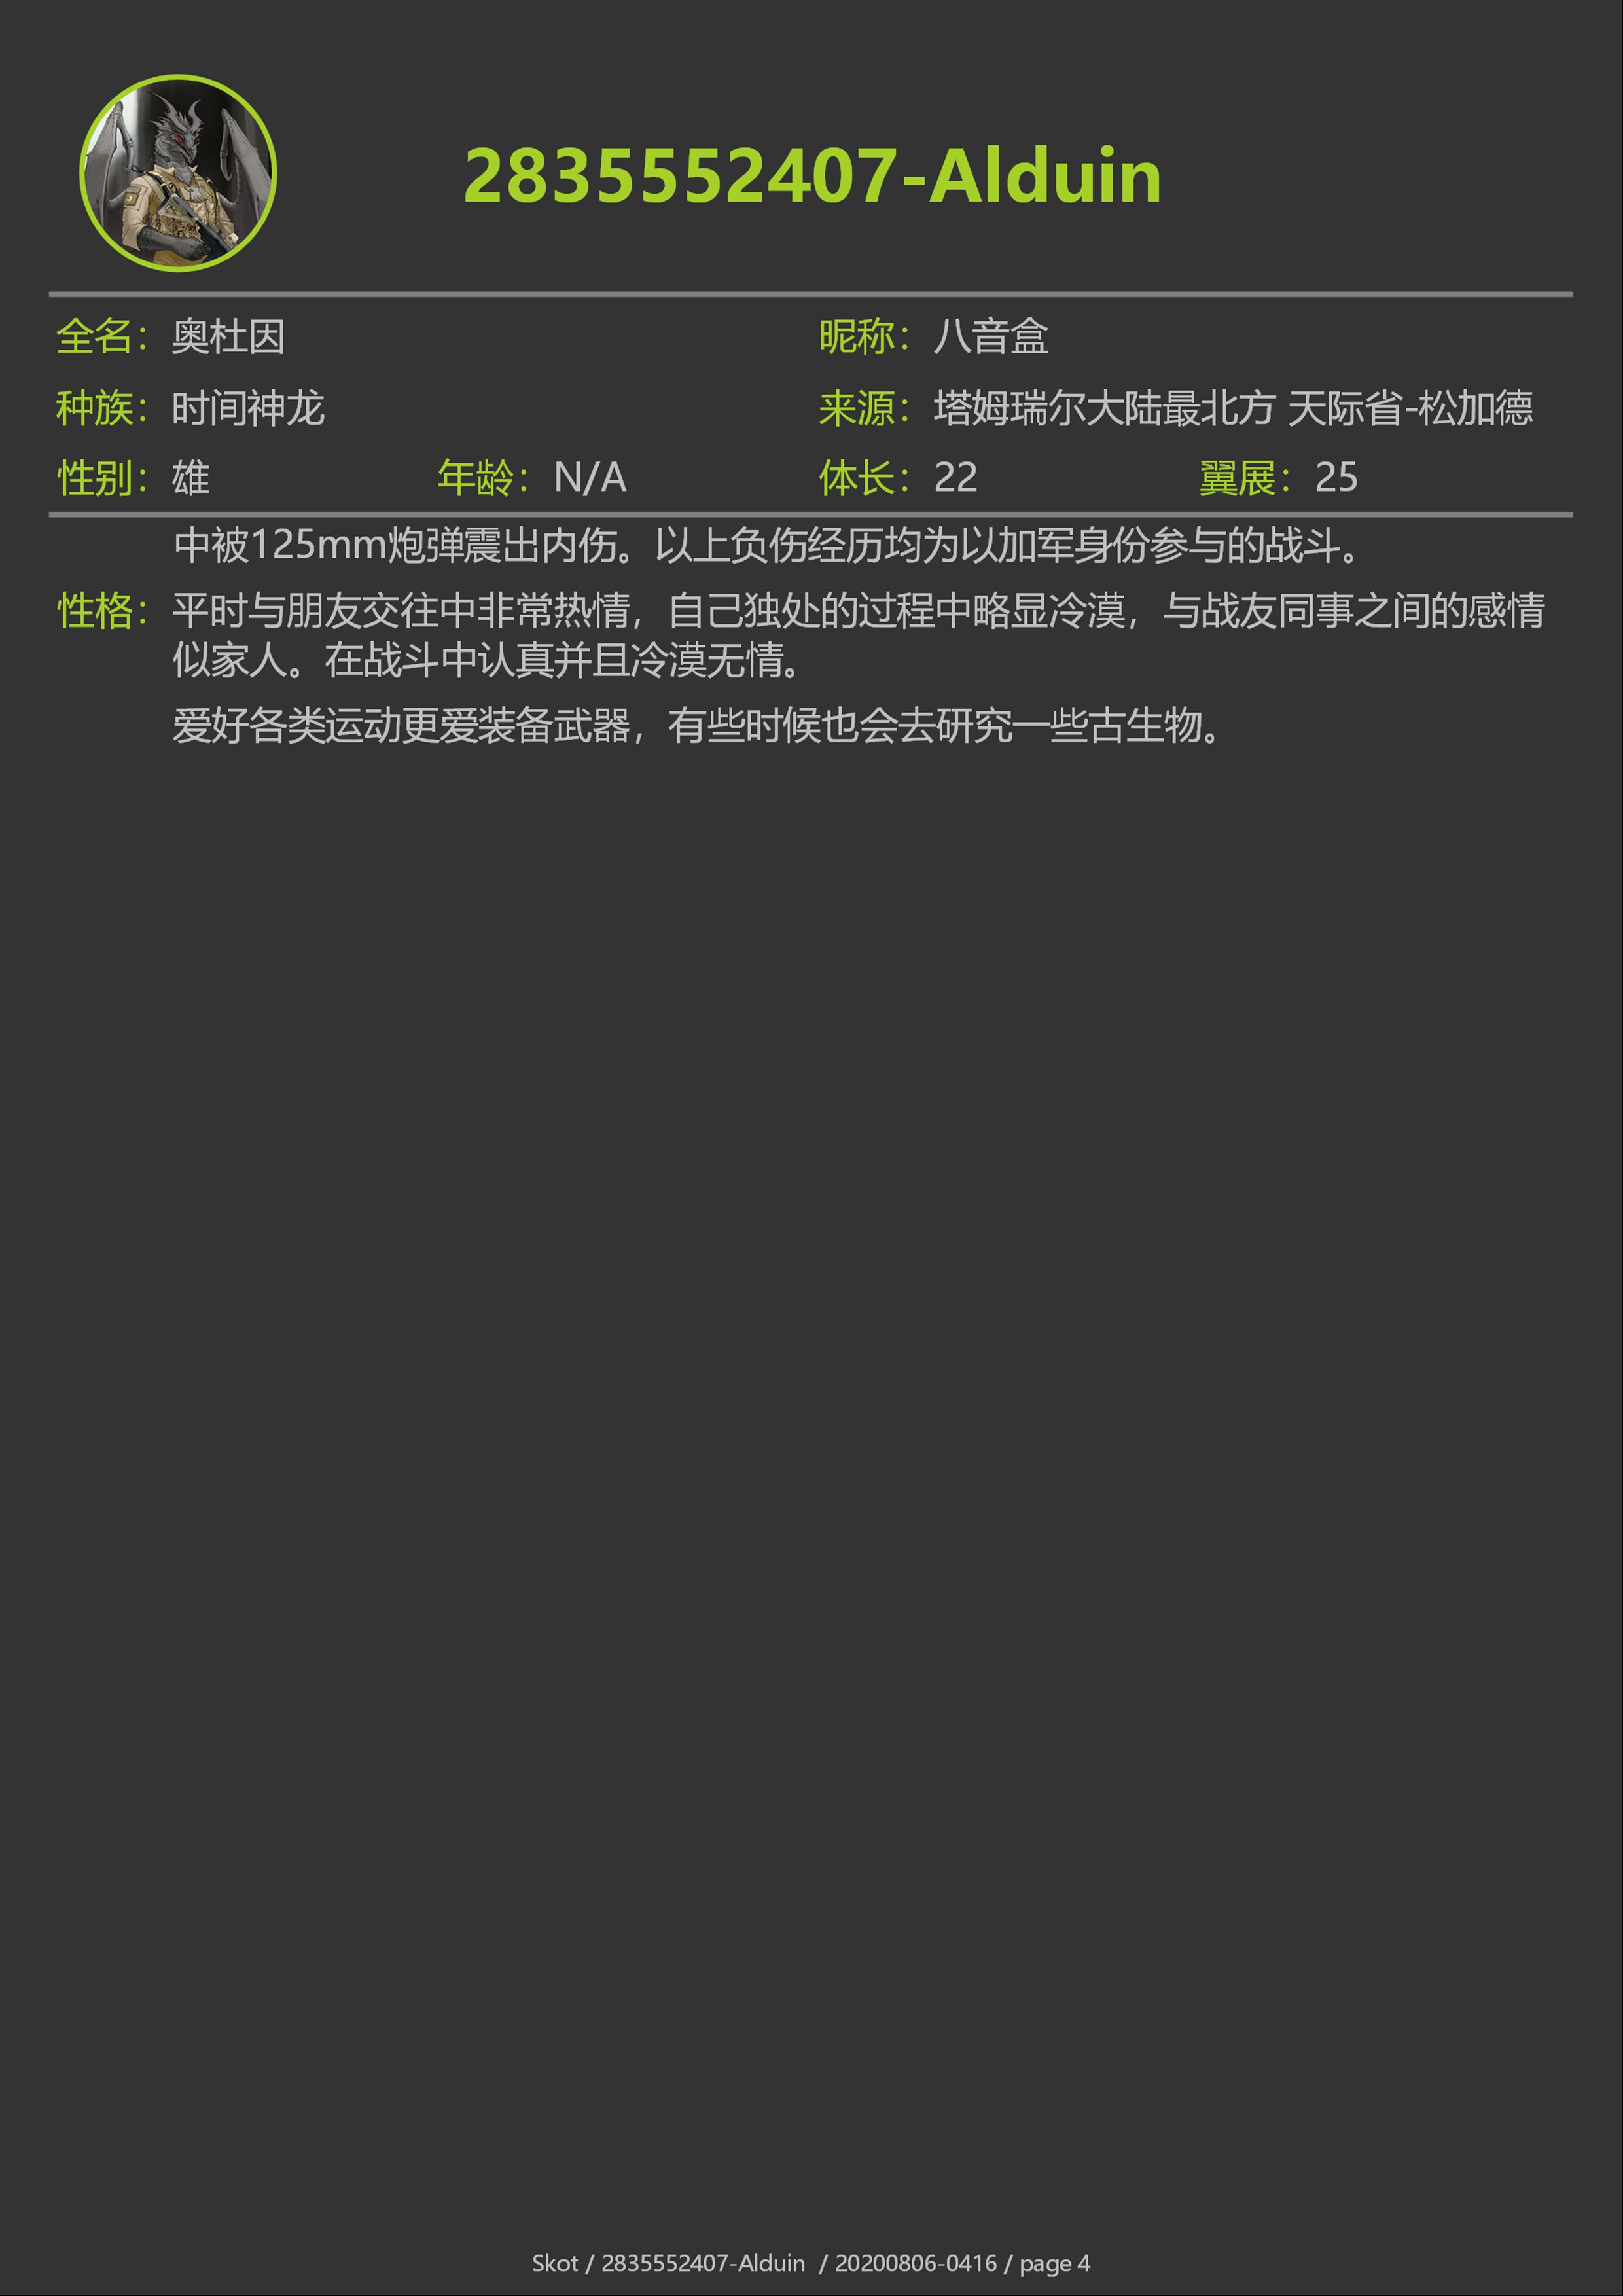 2835552407-Alduin
全名：奥杜因 昵称：八音盒
种族：时间神龙 来源：塔姆瑞尔大陆最北方 天际省-松加德
性别：雄 年龄：N/A 体长：22 翼展：25
中被125mm炮弹震出内伤。以上负伤经历均为以加军身份参与的战斗。
性格：平时与朋友交往中非常热情，自己独处的过程中略显冷漠，与战友同事之间的感情
似家人。在战斗中认真并且冷漠无情。
爱好各类运动更爱装备武器，有些时候也会去研究一些古生物。
Skot / 2835552407-Alduin / 20200806-0416 / page 4